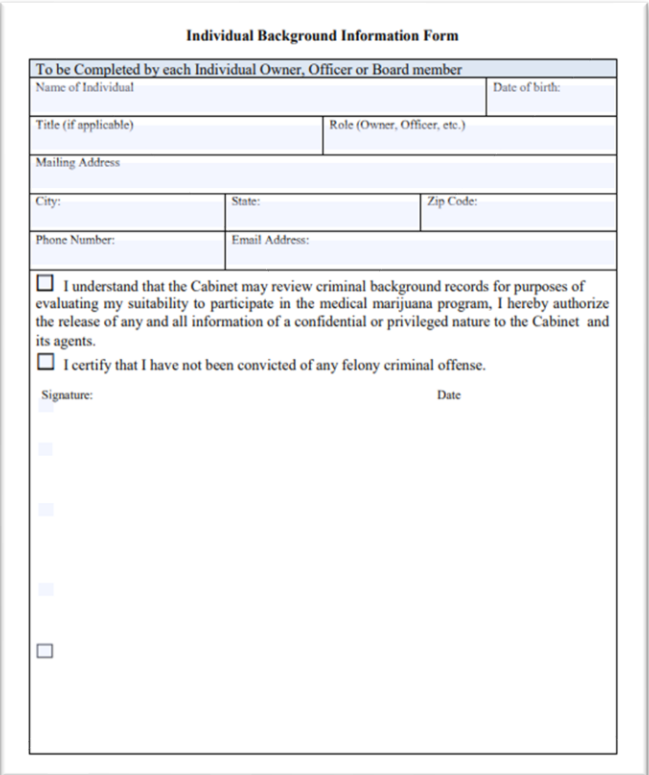 Individual Background Information Form
To be Completed by each Individual Owner, Officer or Board member
Name of Individual Date of birth:
Title (if applicable) Role (Owner, Officer, etc.)
Mailing Address
City: State: Zip Code:
Phone Number: Email Address:
I understand that the Cabinet may review criminal background records for purposes of
evaluating my suitability to participate in the medical marijuana program, I hereby authorize
the release of any and all information of a confidential or privileged nature to the Cabinet and
its agents.
I certify that I have not been convicted of any felony criminal offense.
Signature: Date